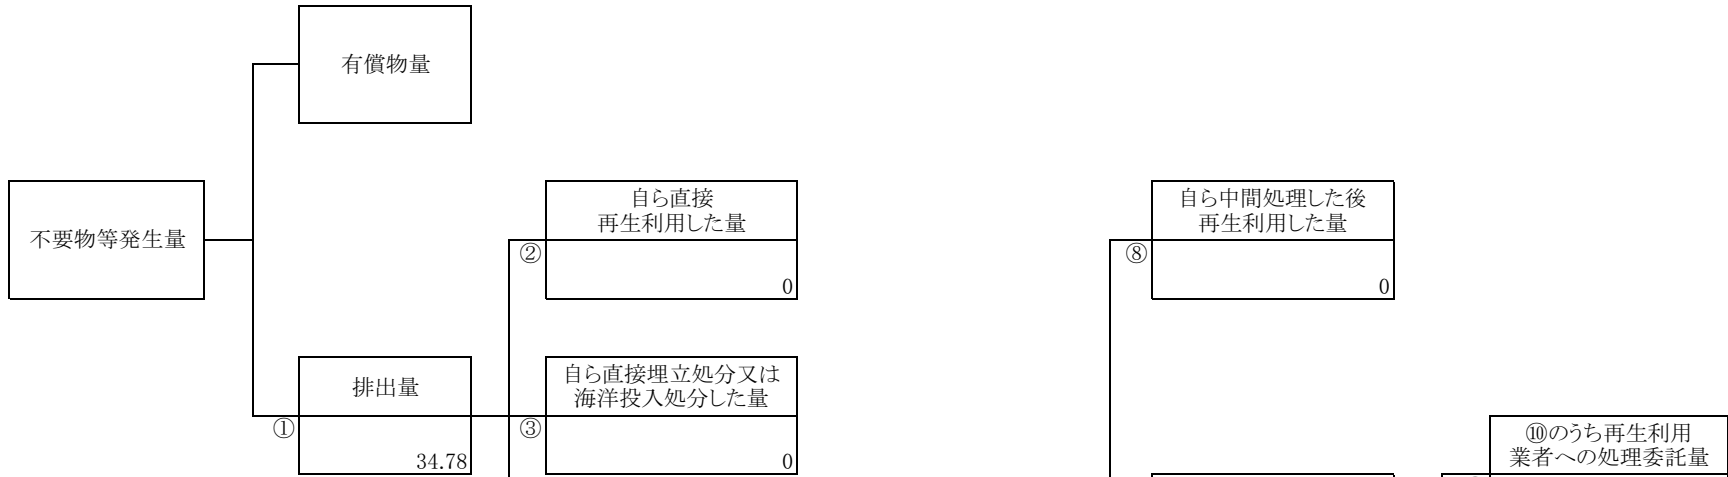 有償物量
不要物等発生量
自ら直接
再生利用した量
②
0
自ら中間処理した後
再生利用した量
⑧
0
排出量
①
34.78
自ら直接埋立処分又は
海洋投入処分した量
③
0
⑩のうち再生利用
業者への処理委託量